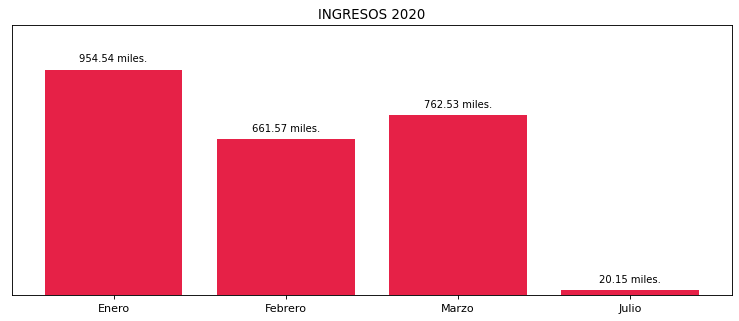 INGRESOS 2020
954.54 miles.
661.57 miles.
762.53 miles.
20.15 miles.
Enero
Febrero
Marzo
Julio